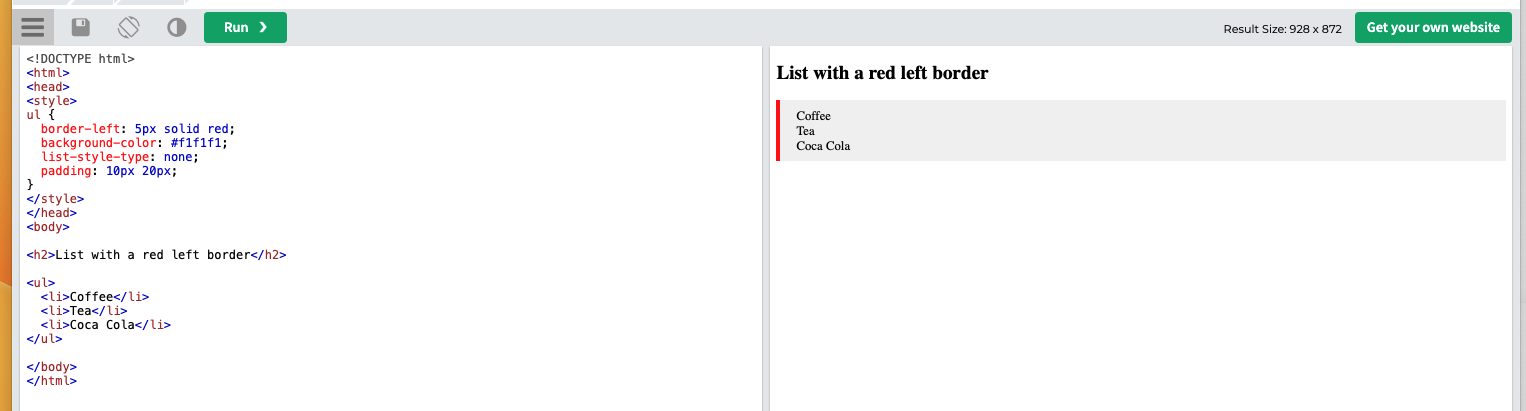 Run ❯
Result Size: 928 x 872
Get your own website
<!DOCTYPE html>
<html>
<head>
<style>
ul {
  border-left: 5px solid red;
  background-color: #f1f1f1;
  list-style-type: none;
  padding: 10px 20px;
}
</style>
</head>
<body>

<h2>List with a red left border</h2>

<ul>
  <li>Coffee</li>
  <li>Tea</li>
  <li>Coca Cola</li>
</ul>

</body>
</html>
List with a red left border
Coffee
Tea
Coca Cola